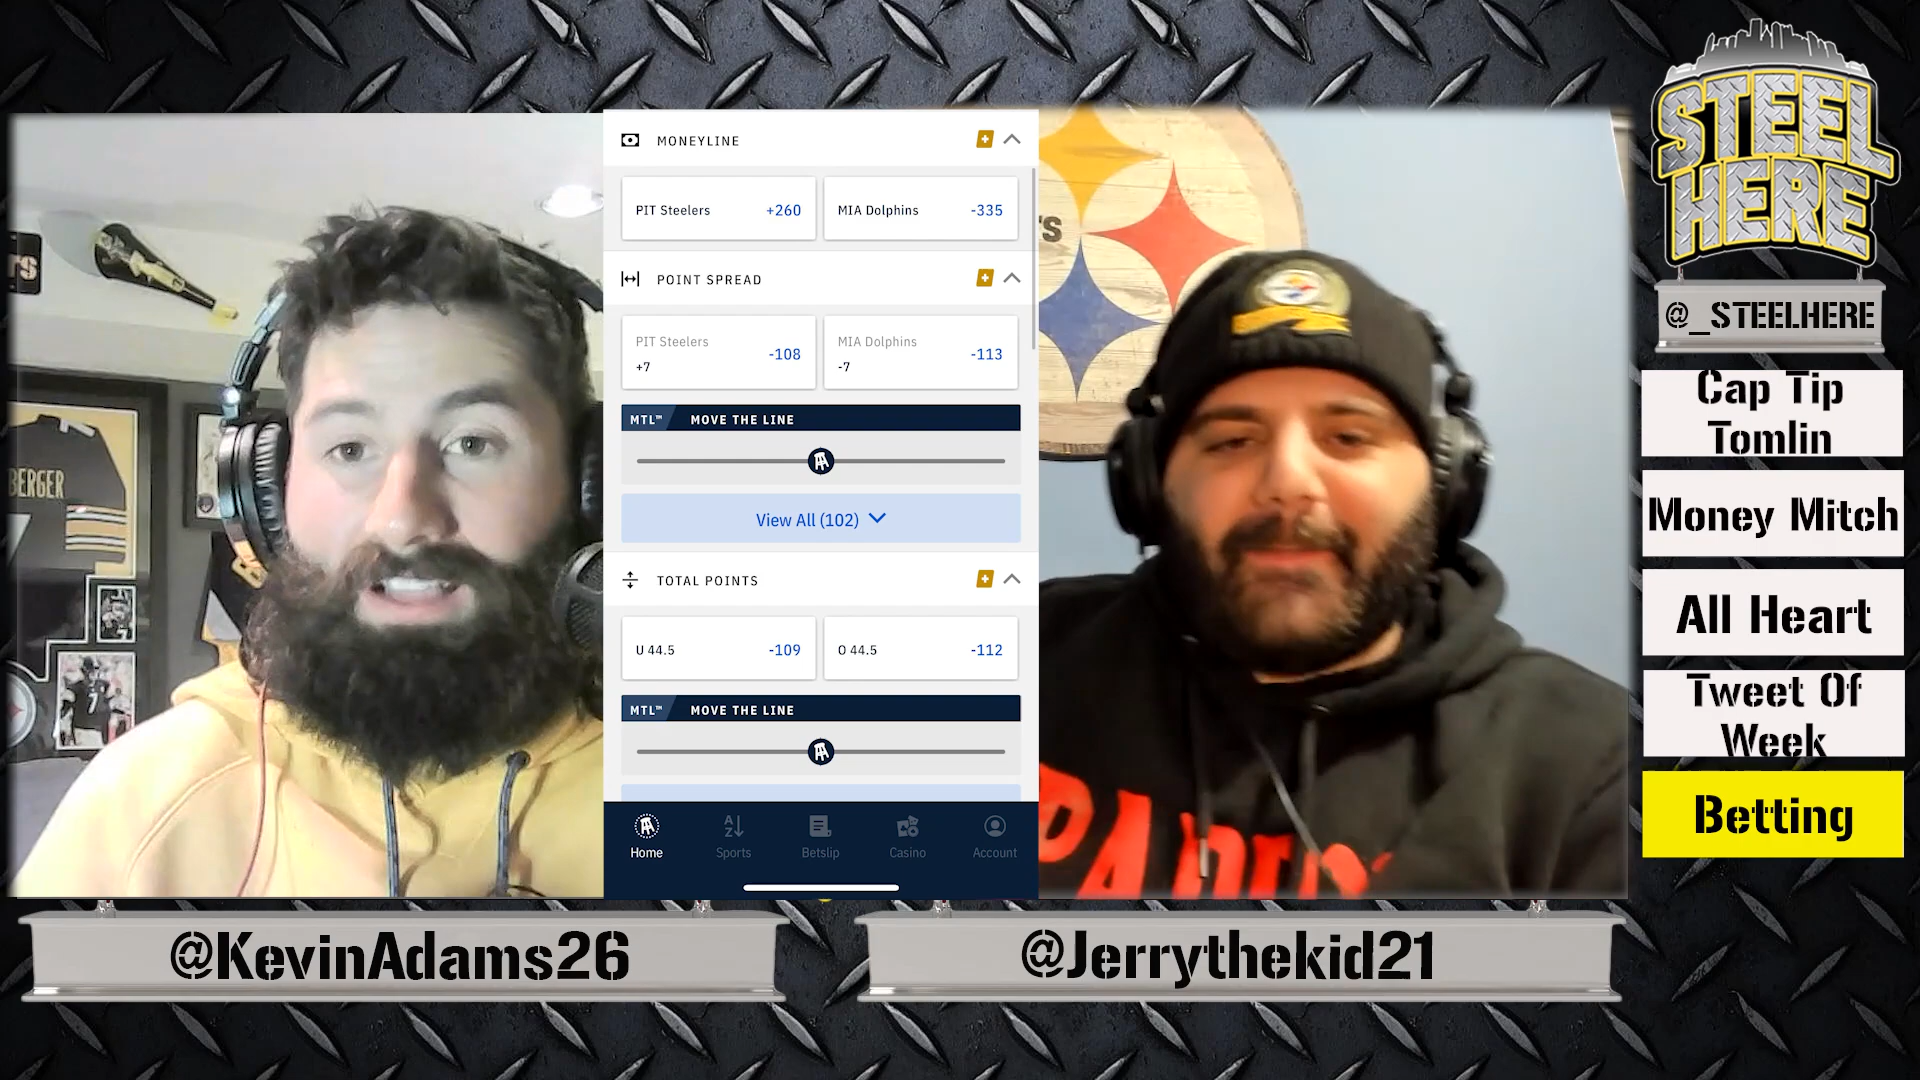 STEEL
HERE
@_STEELHERE
Cap Tip
Tomlin
Money Mitch
All Heart
Tweet Of
Week
Betting
MONEYLINE
PIT Steelers +260
MIA Dolphins -335
POINT SPREAD
PIT Steelers
+7
-108
MIA Dolphins
-7
-113
MTL™ MOVE THE LINE
View All (102)
TOTAL POINTS
U 44.5 -109
O 44.5 -112
MTL™ MOVE THE LINE
Home
Sports
Betslip
Casino
Account
BERGER
7
@KevinAdams26
@Jerrythekid21